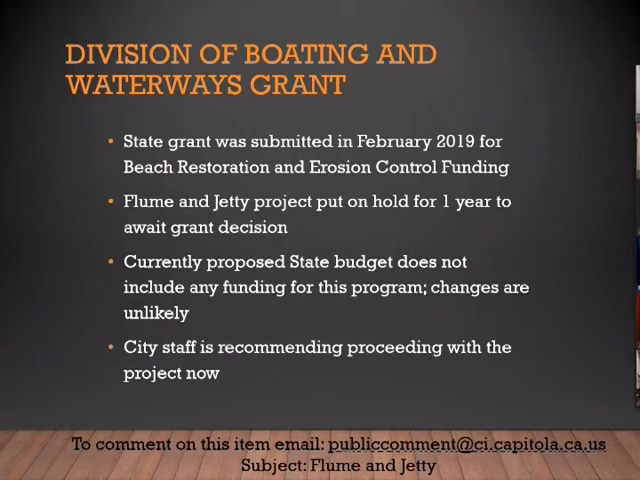 DIVISION OF BOATING AND
WATERWAYS GRANT
• State grant was submitted in February 2019 for
Beach Restoration and Erosion Control Funding
• Flume and Jetty project put on hold for 1 year to
await grant decision
• Currently proposed State budget does not
include any funding for this program; changes are
unlikely
• City staff is recommending proceeding with the
project now
To comment on this item email: publiccomment@ci.capitola.ca.us
Subject: Flume and Jetty